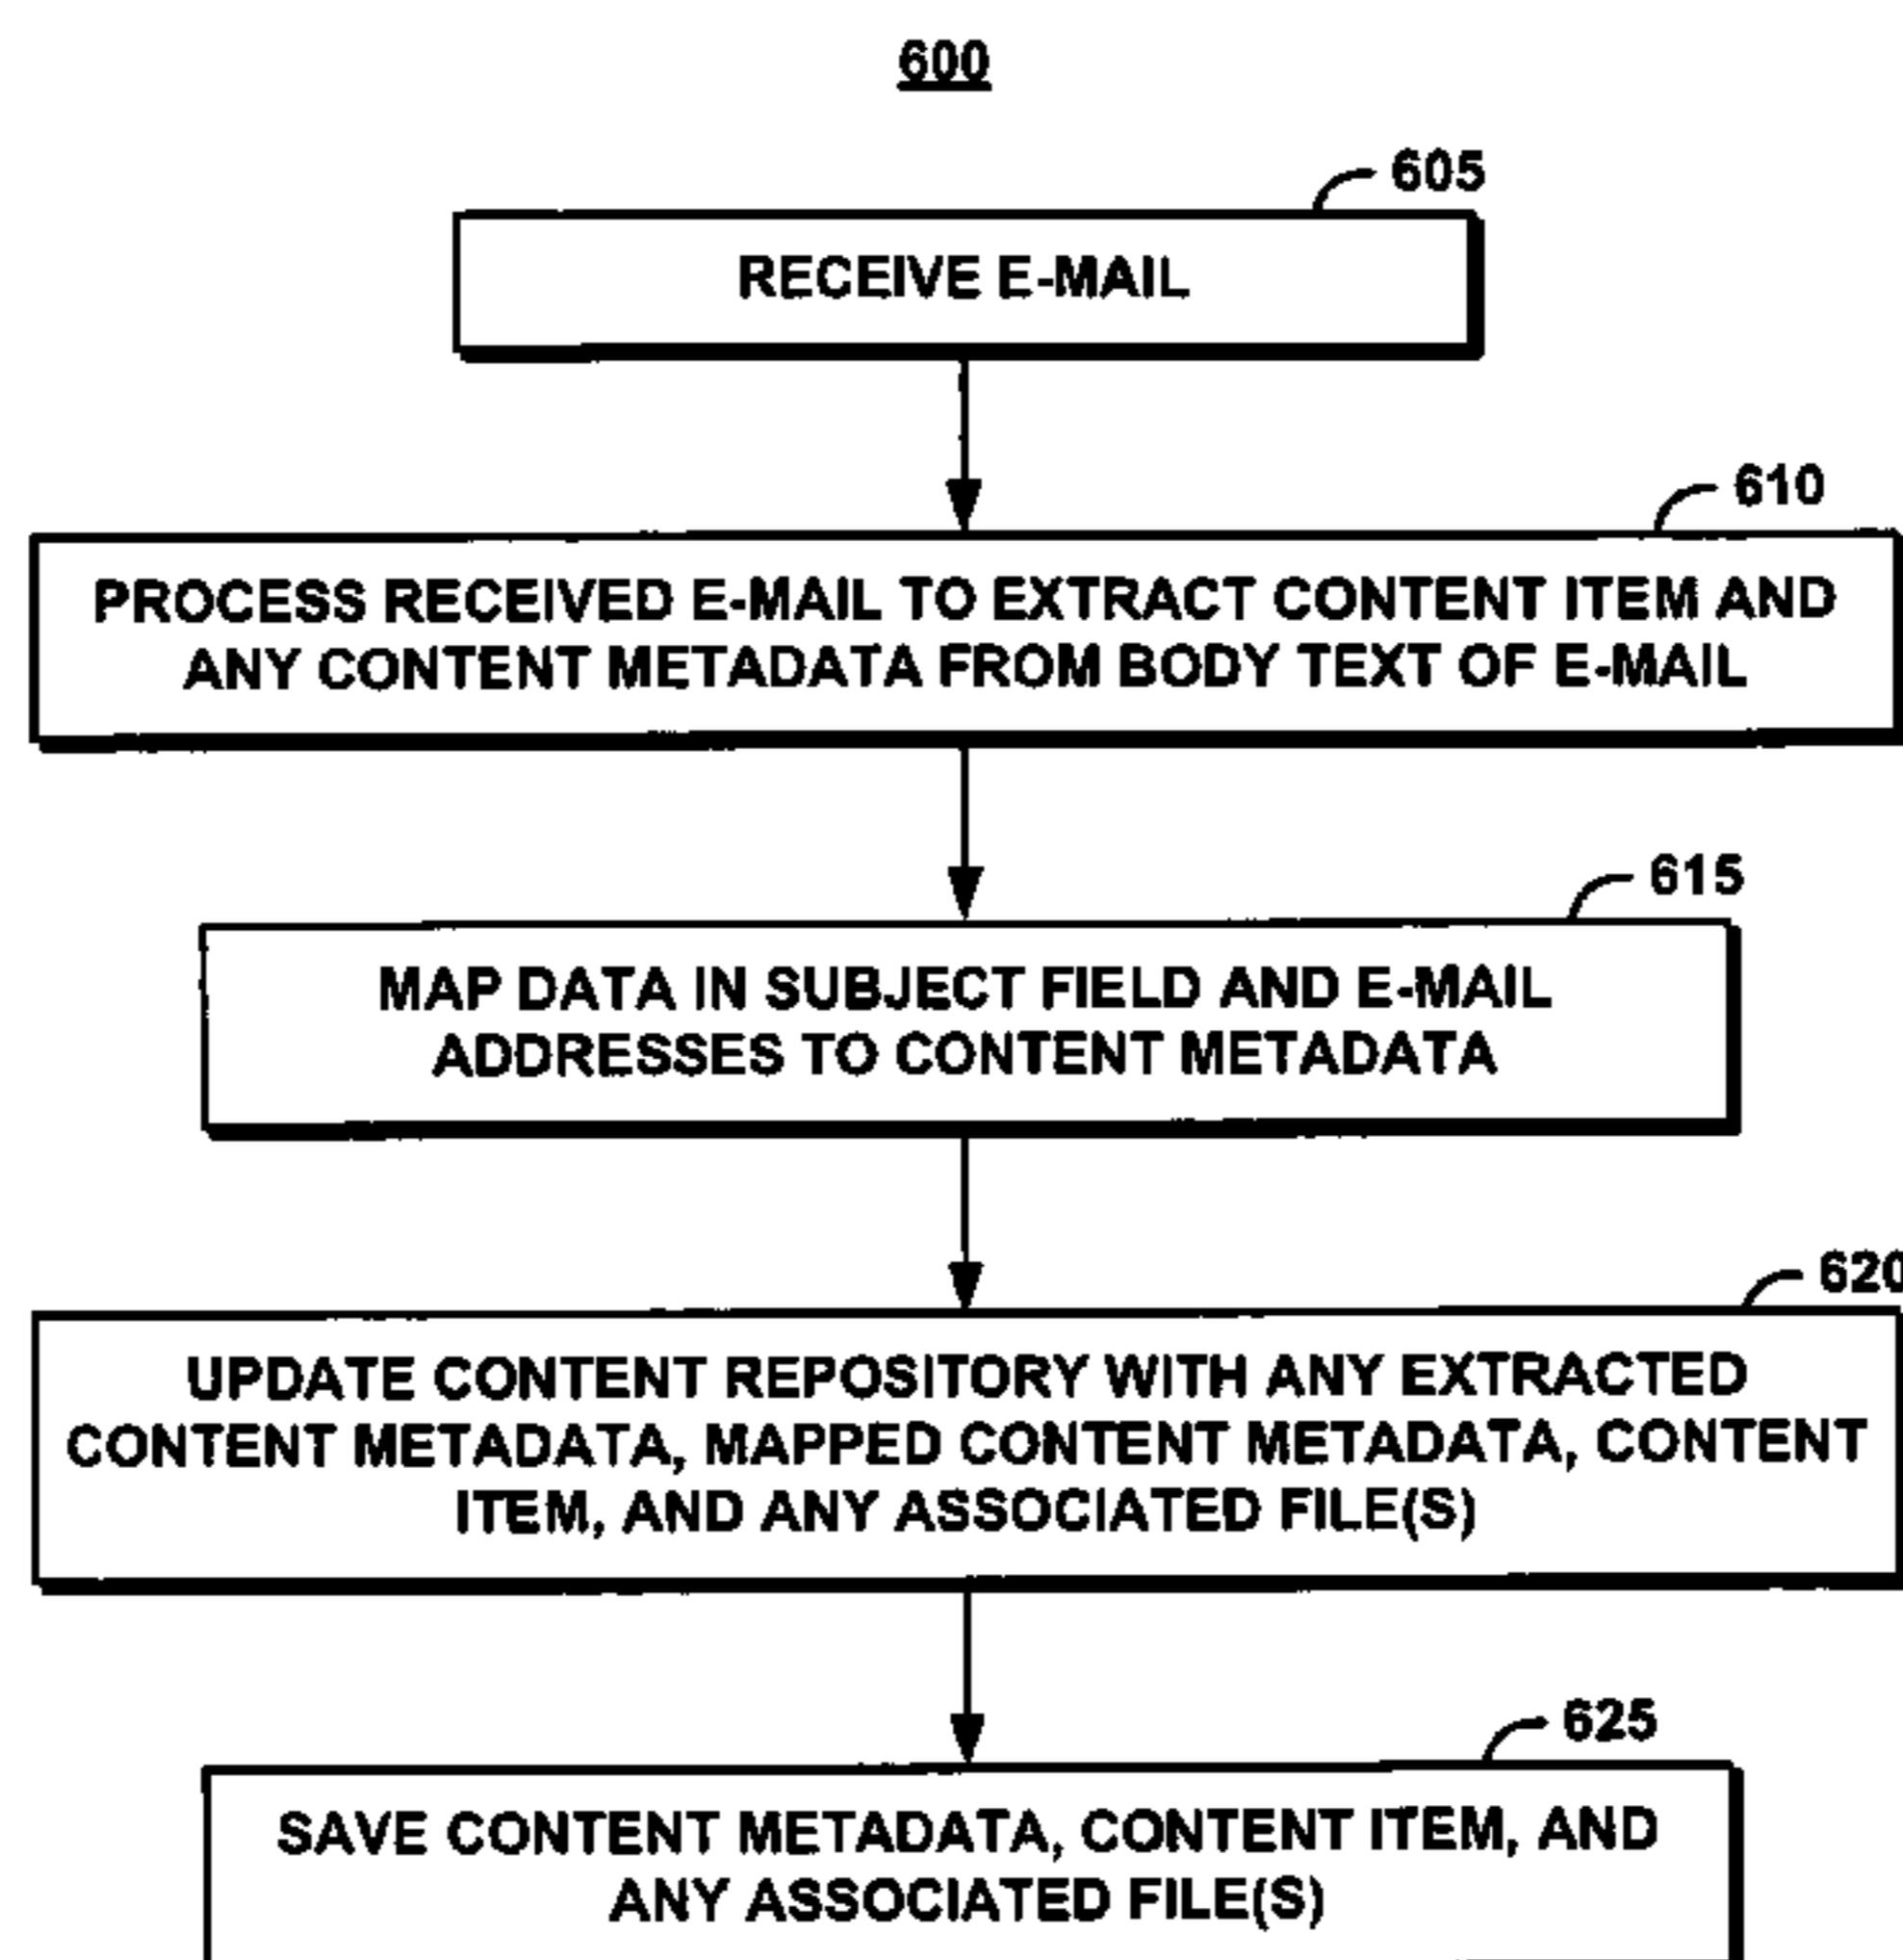 600
605
RECEIVE E-MAIL
610
PROCESS RECEIVED E-MAIL TO EXTRACT CONTENT ITEM AND
ANY CONTENT METADATA FROM BODY TEXT OF E-MAIL
615
MAP DATA IN SUBJECT FIELD AND E-MAIL
ADDRESSES TO CONTENT METADATA
620
UPDATE CONTENT REPOSITORY WITH ANY EXTRACTED
CONTENT METADATA, MAPPED CONTENT METADATA, CONTENT
ITEM, AND ANY ASSOCIATED FILE(S)
625
SAVE CONTENT METADATA, CONTENT ITEM, AND
ANY ASSOCIATED FILE(S)